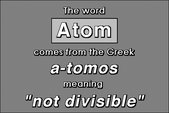 The word
Atom
comes from the Greek
a-tomos
meaning
"not divisible"